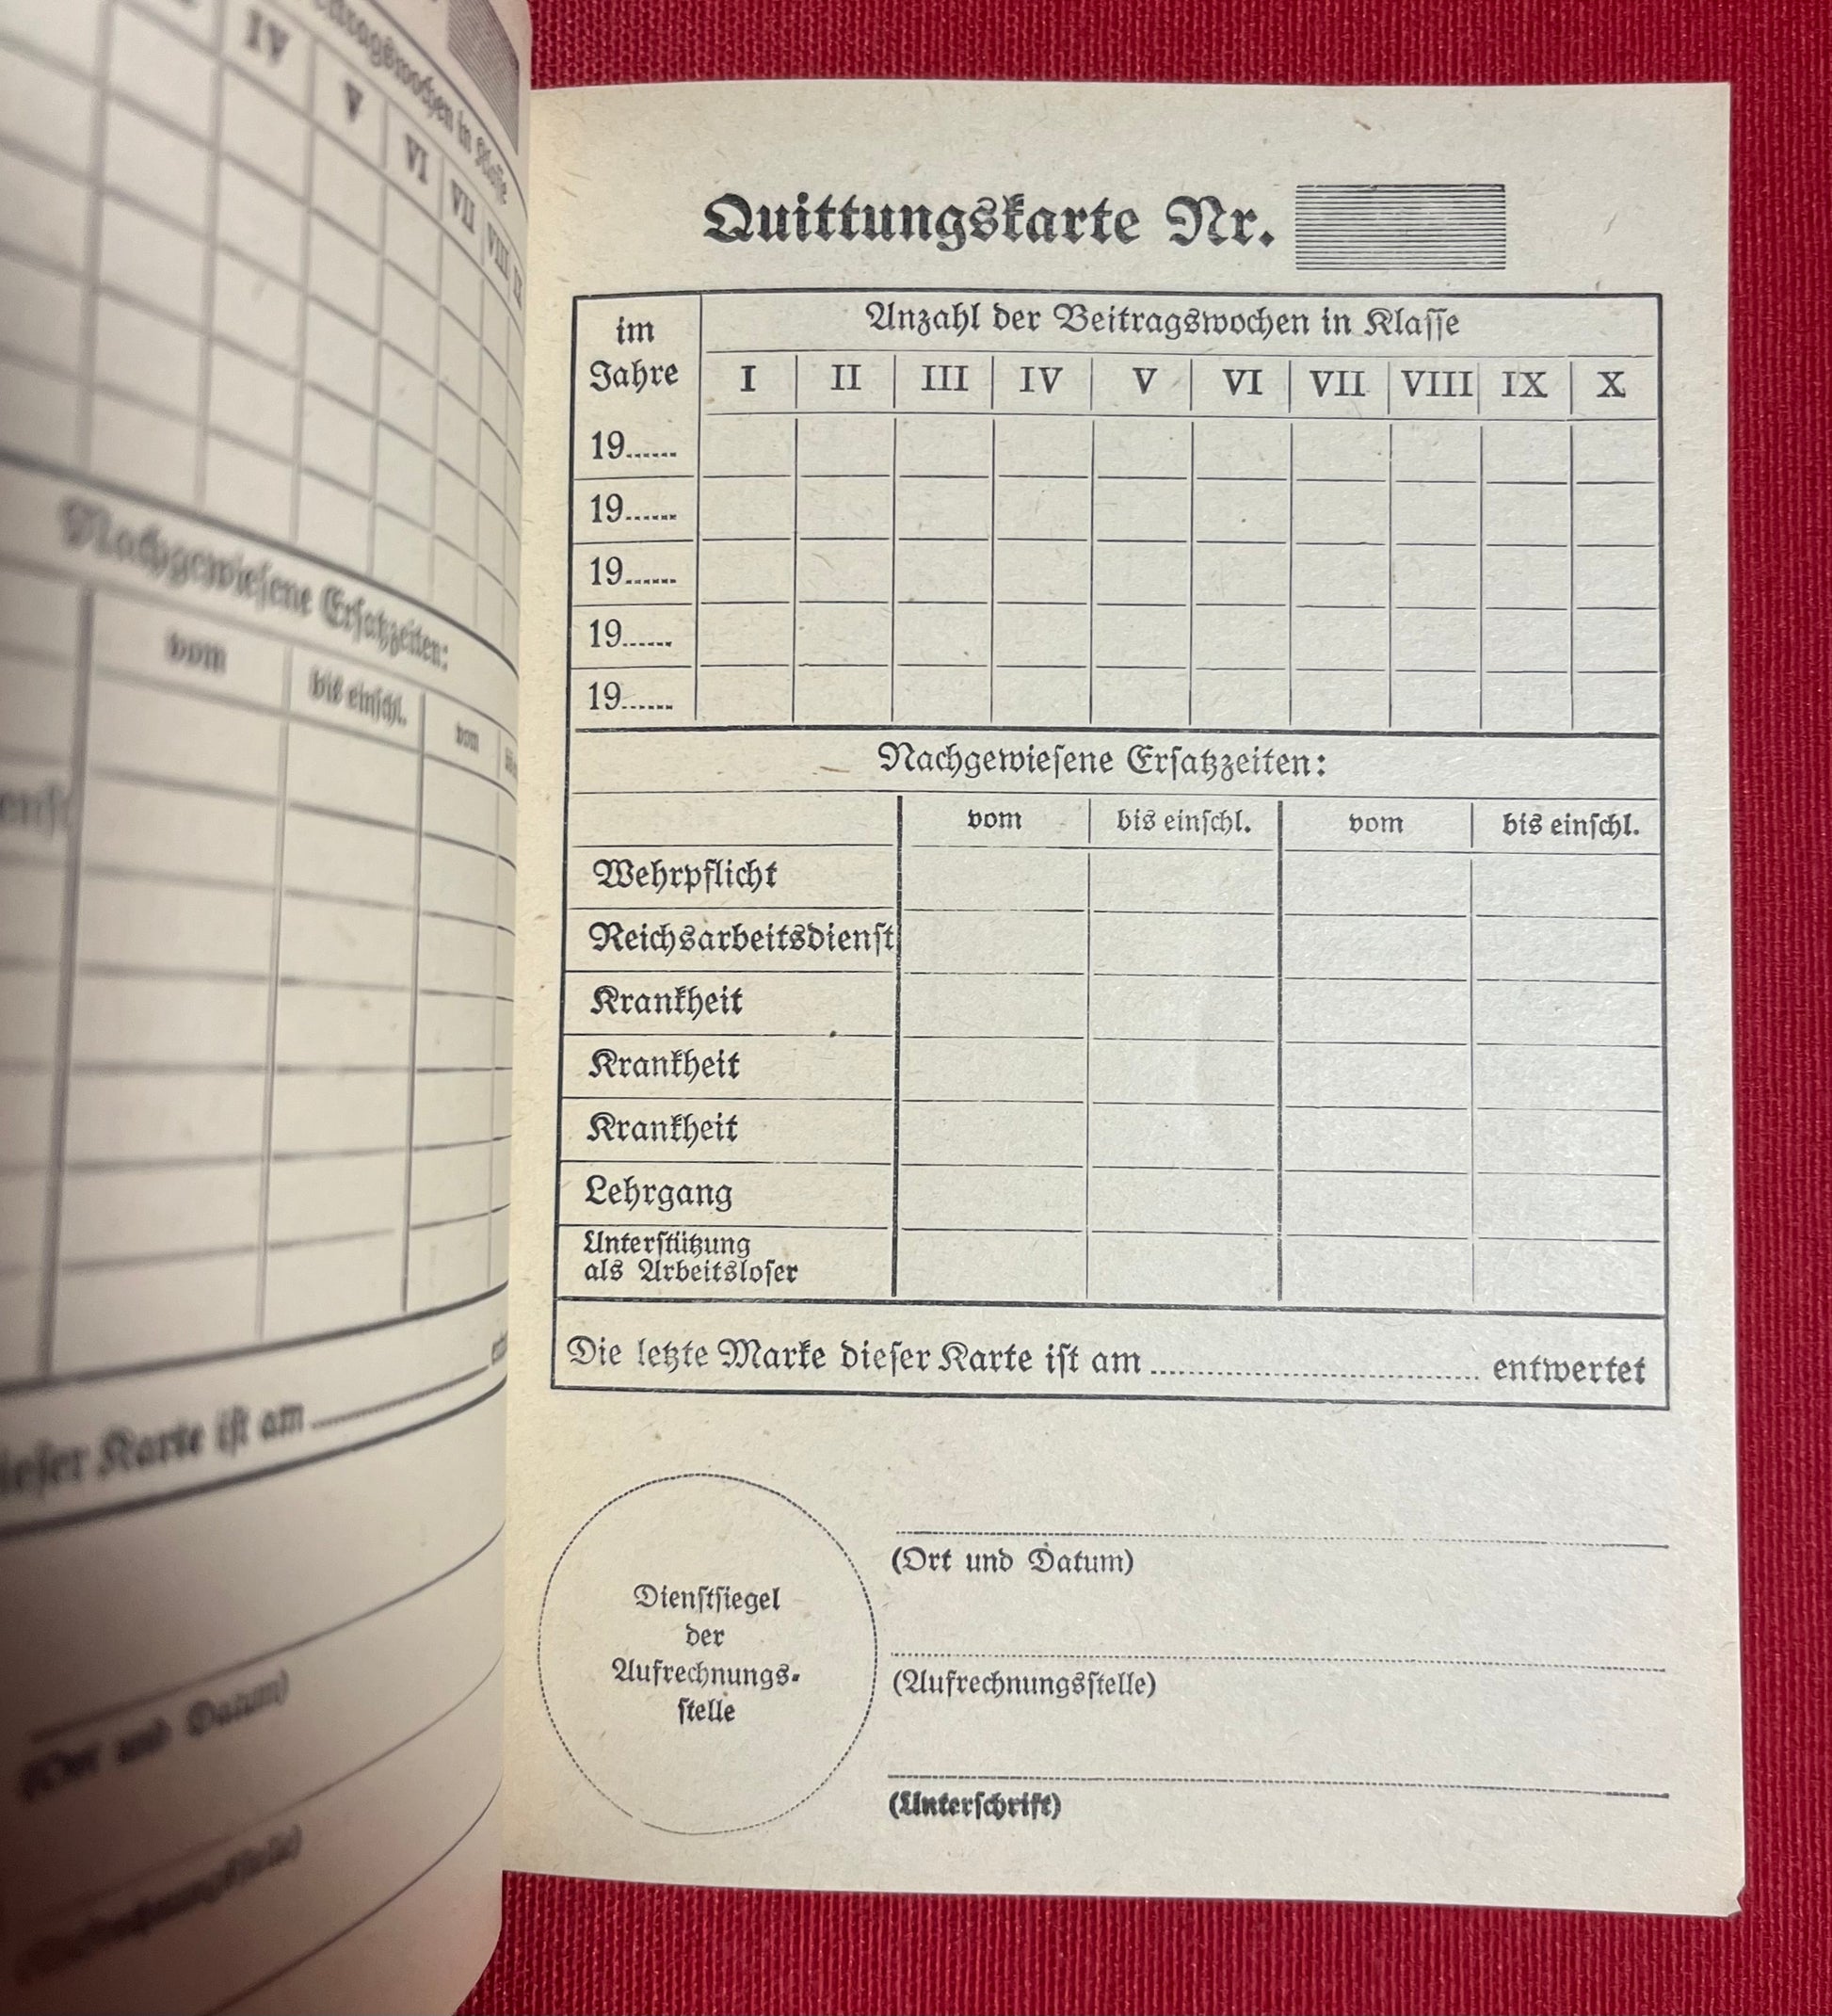 IV
V
VI
VII
VIII
Nachgewiesene Ersatzzeiten:
vom
bis einschl.
vom
dieser Karte ist am
(Ort und Datum)
(Aufrechnungsstelle)
Quittungskarte Nr.
im Jahre
Anzahl der Beitragswochen in Klasse
I II III IV V VI VII VIII IX X
19......
19......
19......
19......
19......
Nachgewiesene Ersatzzeiten:
vom bis einschl. vom bis einschl.
Wehrpflicht
Reichsarbeitsdienst
Krankheit
Krankheit
Krankheit
Lehrgang
Unterstützung
als Arbeitsloser
Die letzte Marke dieser Karte ist am ........................................ entwertet
Dienstsiegel
der
Aufrechnungs-
stelle
(Ort und Datum)
(Aufrechnungsstelle)
(Unterschrift)